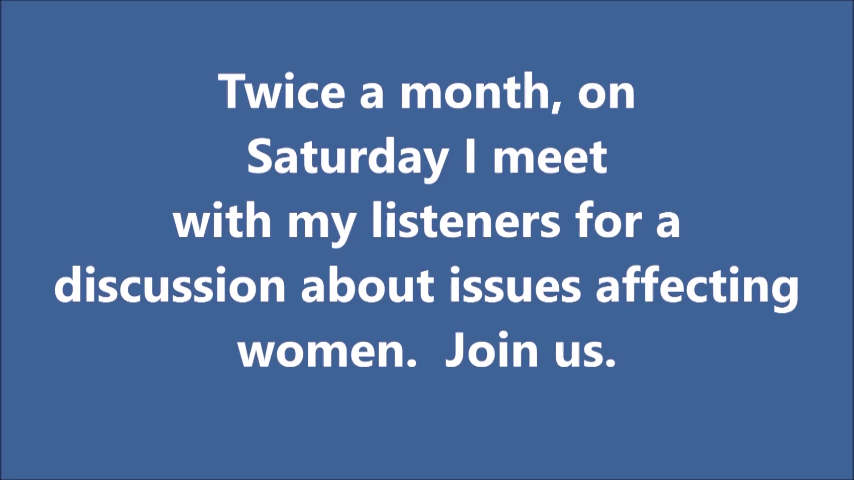 Twice a month, on
Saturday I meet
with my listeners for a
discussion about issues affecting
women.  Join us.